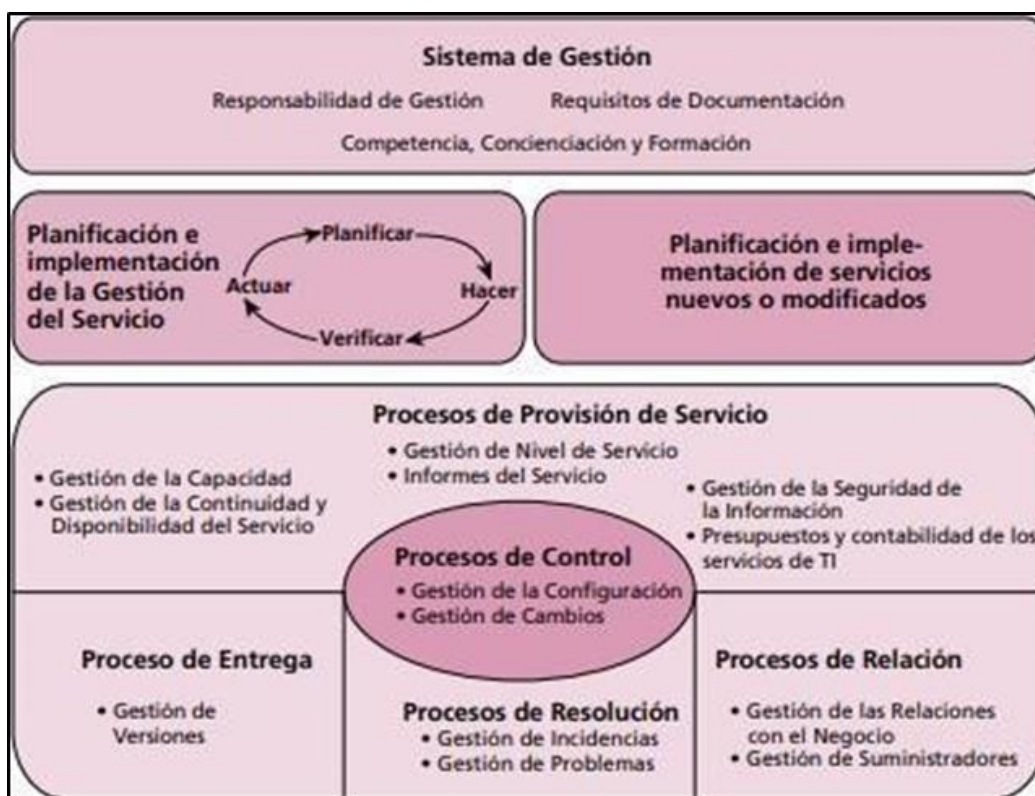 Sistema de Gestión
Responsabilidad de Gestión Requisitos de Documentación
Competencia, Concienciación y Formación
Planificación e
implementación
de la Gestión
del Servicio
Planificar
Actuar
Hacer
Verificar
Planificación e imple-
mentación de servicios
nuevos o modificados
Procesos de Provisión de Servicio
• Gestión de Nivel de Servicio
• Informes del Servicio
• Gestión de la Capacidad
• Gestión de la Continuidad y
Disponibilidad del Servicio
• Gestión de la Seguridad de
la Información
• Presupuestos y contabilidad de los
servicios de TI
Procesos de Control
• Gestión de la Configuración
• Gestión de Cambios
Proceso de Entrega
• Gestión de
Versiones
Procesos de Resolución
• Gestión de Incidencias
• Gestión de Problemas
Procesos de Relación
• Gestión de las Relaciones
con el Negocio
• Gestión de Suministradores